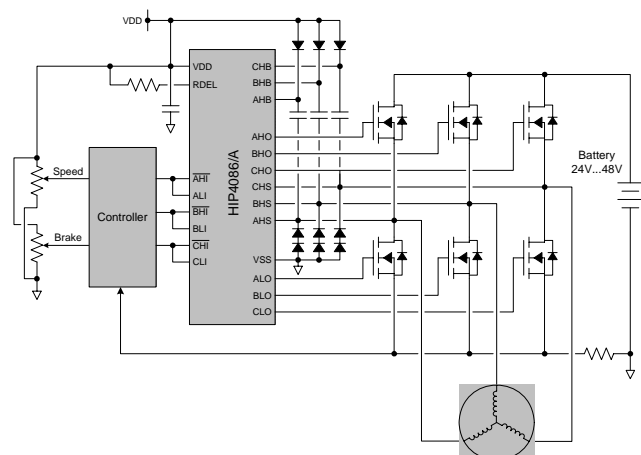 VDD
VDD
RDEL
CHB
BHB
AHB
AHO
BHO
CHO
CHS
BHS
AHS
VSS
ALO
BLO
CLO
HIP4086/A
AHI
ALI
BHI
BLI
CHI
CLI
Speed
Brake
Controller
Battery
24V...48V